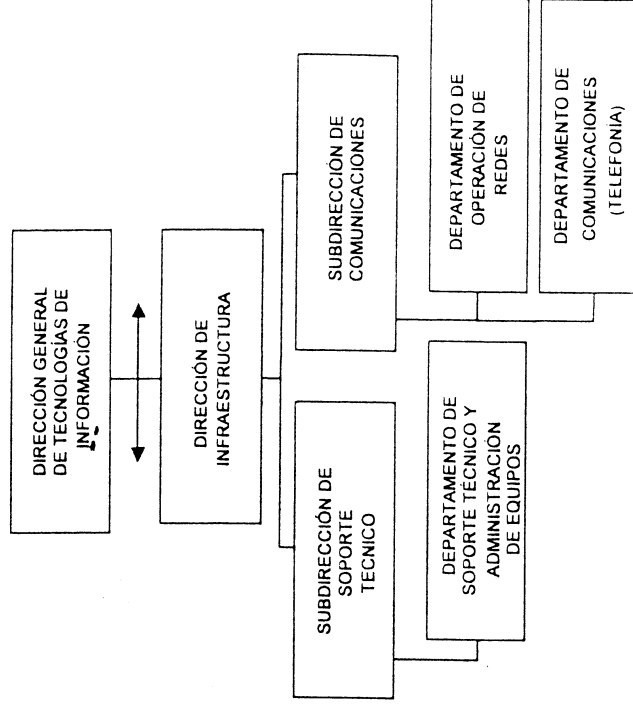 DIRECCIÓN GENERAL
DE TECNOLOGÍAS DE
INFORMACIÓN
DIRECCIÓN DE
INFRAESTRUCTURA
SUBDIRECCIÓN DE
SOPORTE
TECNICO
SUBDIRECCIÓN DE
COMUNICACIONES
DEPARTAMENTO DE
SOPORTE TÉCNICO Y
ADMINISTRACIÓN
DE EQUIPOS
DEPARTAMENTO DE
OPERACIÓN DE
REDES
DEPARTAMENTO DE
COMUNICACIONES
(TELEFONÍA)